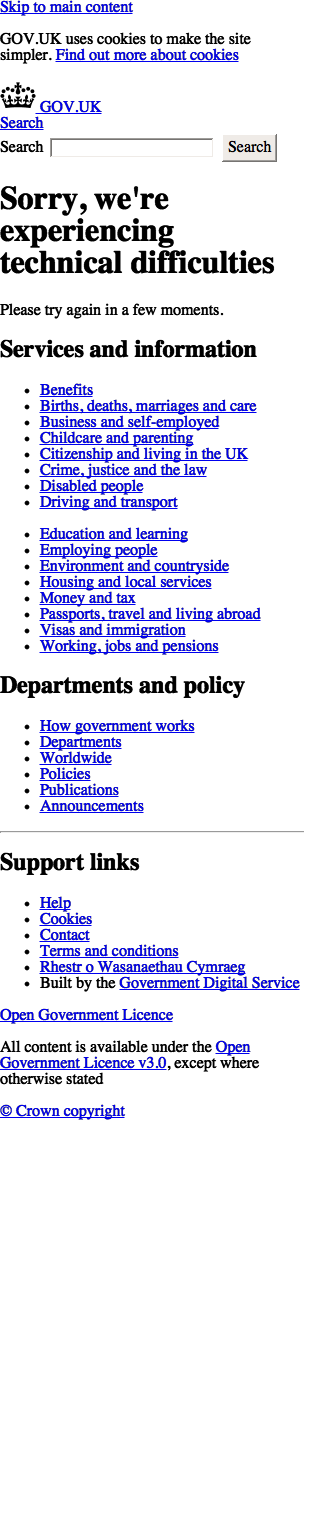 Skip to main content
GOV.UK uses cookies to make the site
simpler. Find out more about cookies
GOV.UK
Search
Search Search
Sorry, we're
experiencing
technical difficulties
Please try again in a few moments.
Services and information
Benefits
Births, deaths, marriages and care
Business and self-employed
Childcare and parenting
Citizenship and living in the UK
Crime, justice and the law
Disabled people
Driving and transport
Education and learning
Employing people
Environment and countryside
Housing and local services
Money and tax
Passports, travel and living abroad
Visas and immigration
Working, jobs and pensions
Departments and policy
How government works
Departments
Worldwide
Policies
Publications
Announcements
Support links
Help
Cookies
Contact
Terms and conditions
Rhestr o Wasanaethau Cymraeg
Built by the Government Digital Service
Open Government Licence
All content is available under the Open
Government Licence v3.0, except where
otherwise stated
© Crown copyright